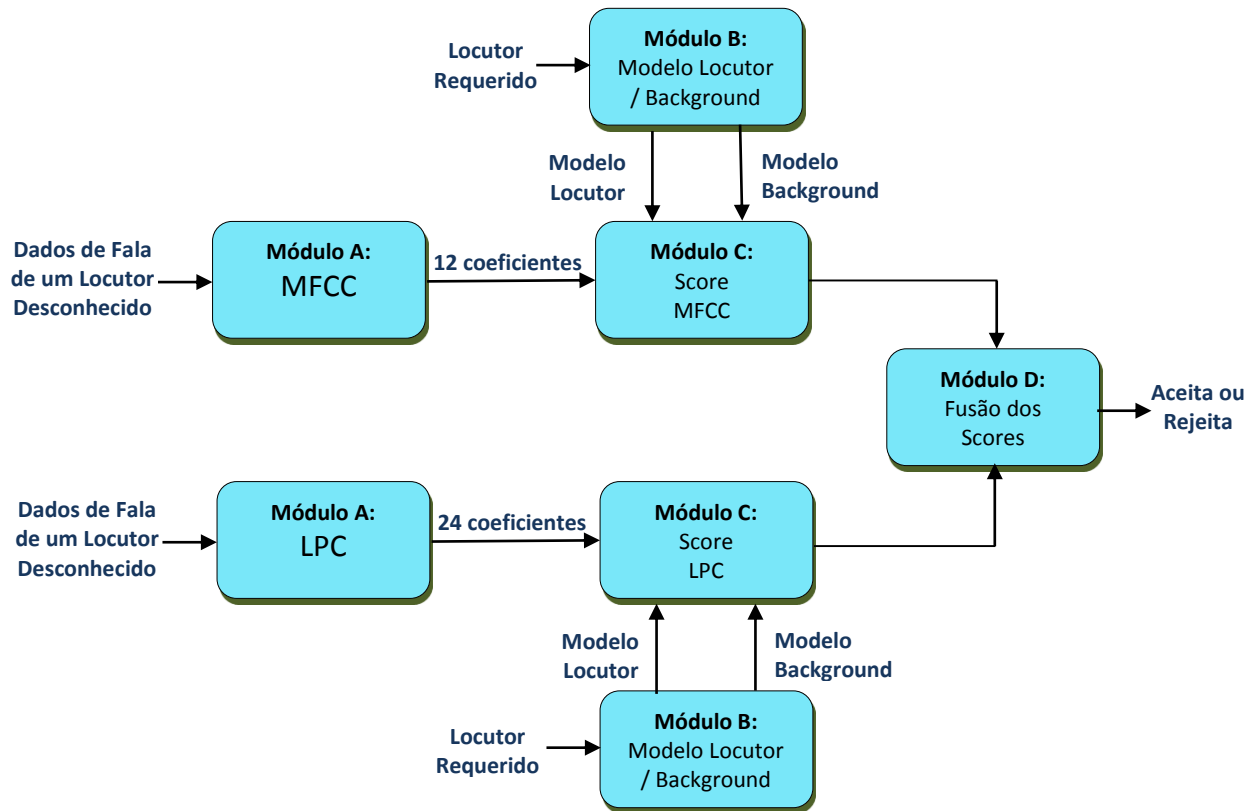 Locutor
Requerido
Módulo B:
Modelo Locutor
/ Background
Modelo
Locutor
Modelo
Background
Dados de Fala
de um Locutor
Desconhecido
Módulo A:
MFCC
12 coeficientes
Módulo C:
Score
MFCC
Módulo D:
Fusão dos
Scores
Aceita ou
Rejeita
Dados de Fala
de um Locutor
Desconhecido
Módulo A:
LPC
24 coeficientes
Módulo C:
Score
LPC
Modelo
Locutor
Modelo
Background
Locutor
Requerido
Módulo B:
Modelo Locutor
/ Background